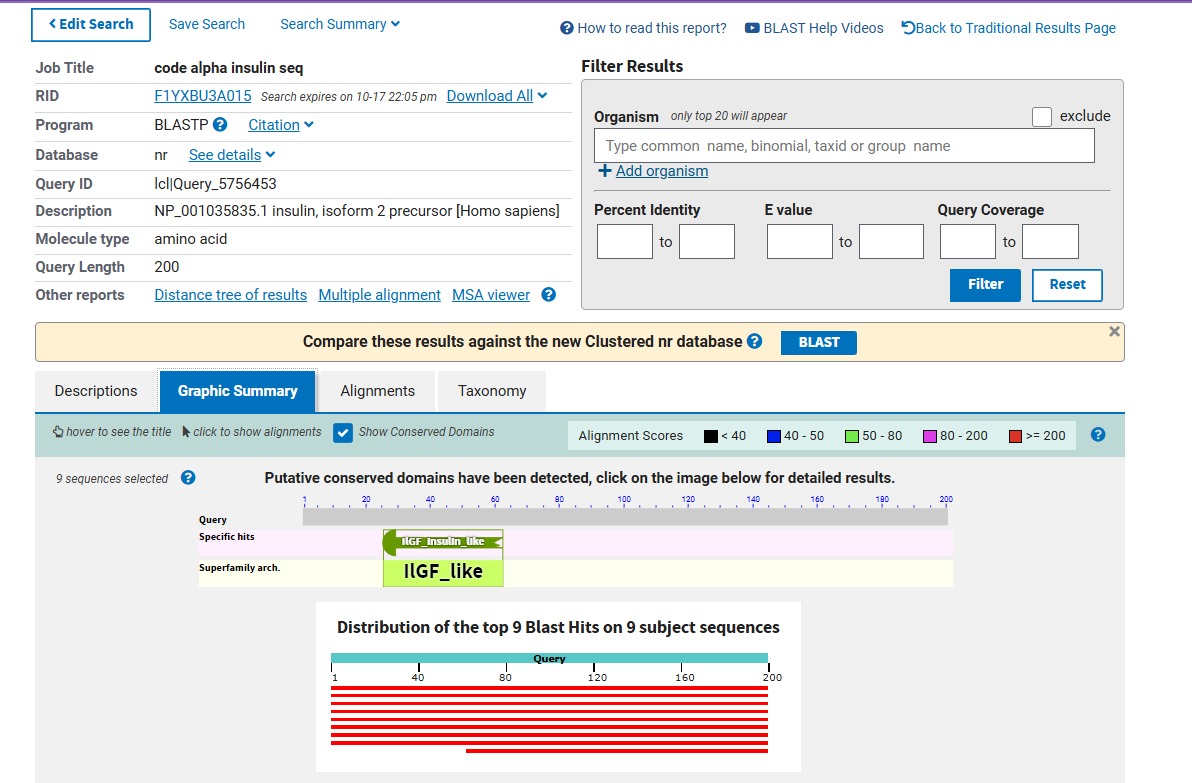 Edit Search Save Search Search Summary
How to read this report? BLAST Help Videos Back to Traditional Results Page
Job Title code alpha insulin seq
RID F1YXBU3A015 Search expires on 10-17 22:05 pm Download All
Program BLASTP Citation
Database nr See details
Query ID lcl|Query_5756453
Description NP_001035835.1 insulin, isoform 2 precursor [Homo sapiens]
Molecule type amino acid
Query Length 200
Other reports Distance tree of results Multiple alignment MSA viewer
Filter Results
Organism only top 20 will appear exclude
Type common name, binomial, taxid or group name
Add organism
Percent Identity E value Query Coverage
to to to
Filter Reset
Compare these results against the new Clustered nr database BLAST
Descriptions Graphic Summary Alignments Taxonomy
hover to see the title click to show alignments Show Conserved Domains
Alignment Scores < 40 40 - 50 50 - 80 80 - 200 >= 200
9 sequences selected
Putative conserved domains have been detected, click on the image below for detailed results.
1 20 40 60 80 100 120 140 160 180 200
Query
Specific hits IlGF_insulin_like
Superfamily arch. IlGF_like
Distribution of the top 9 Blast Hits on 9 subject sequences
Query
1 40 80 120 160 200